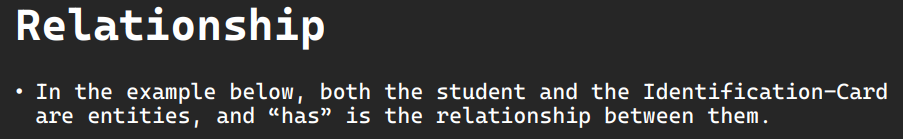 Relationship
• In the example below, both the student and the Identification-Card
are entities, and “has” is the relationship between them.